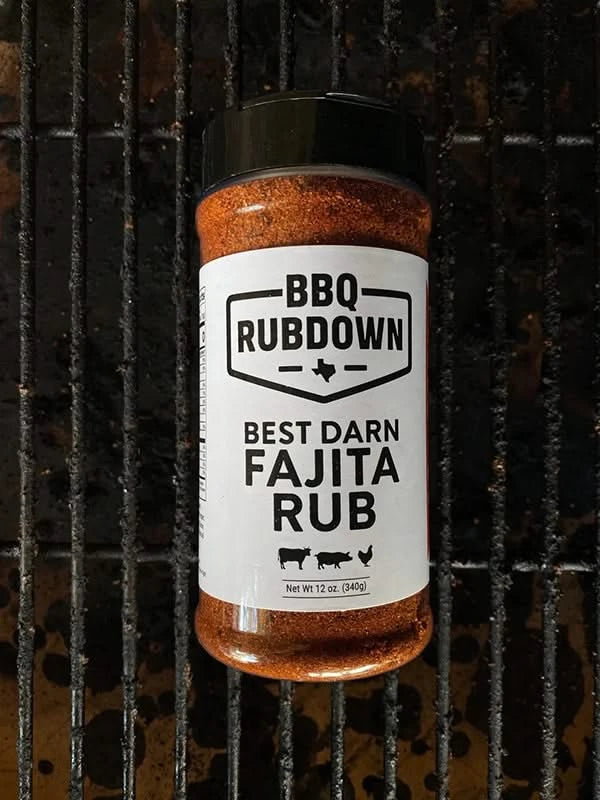 BBQ
RUBDOWN
BEST DARN
FAJITA
RUB
Net Wt 12 oz. (340g)